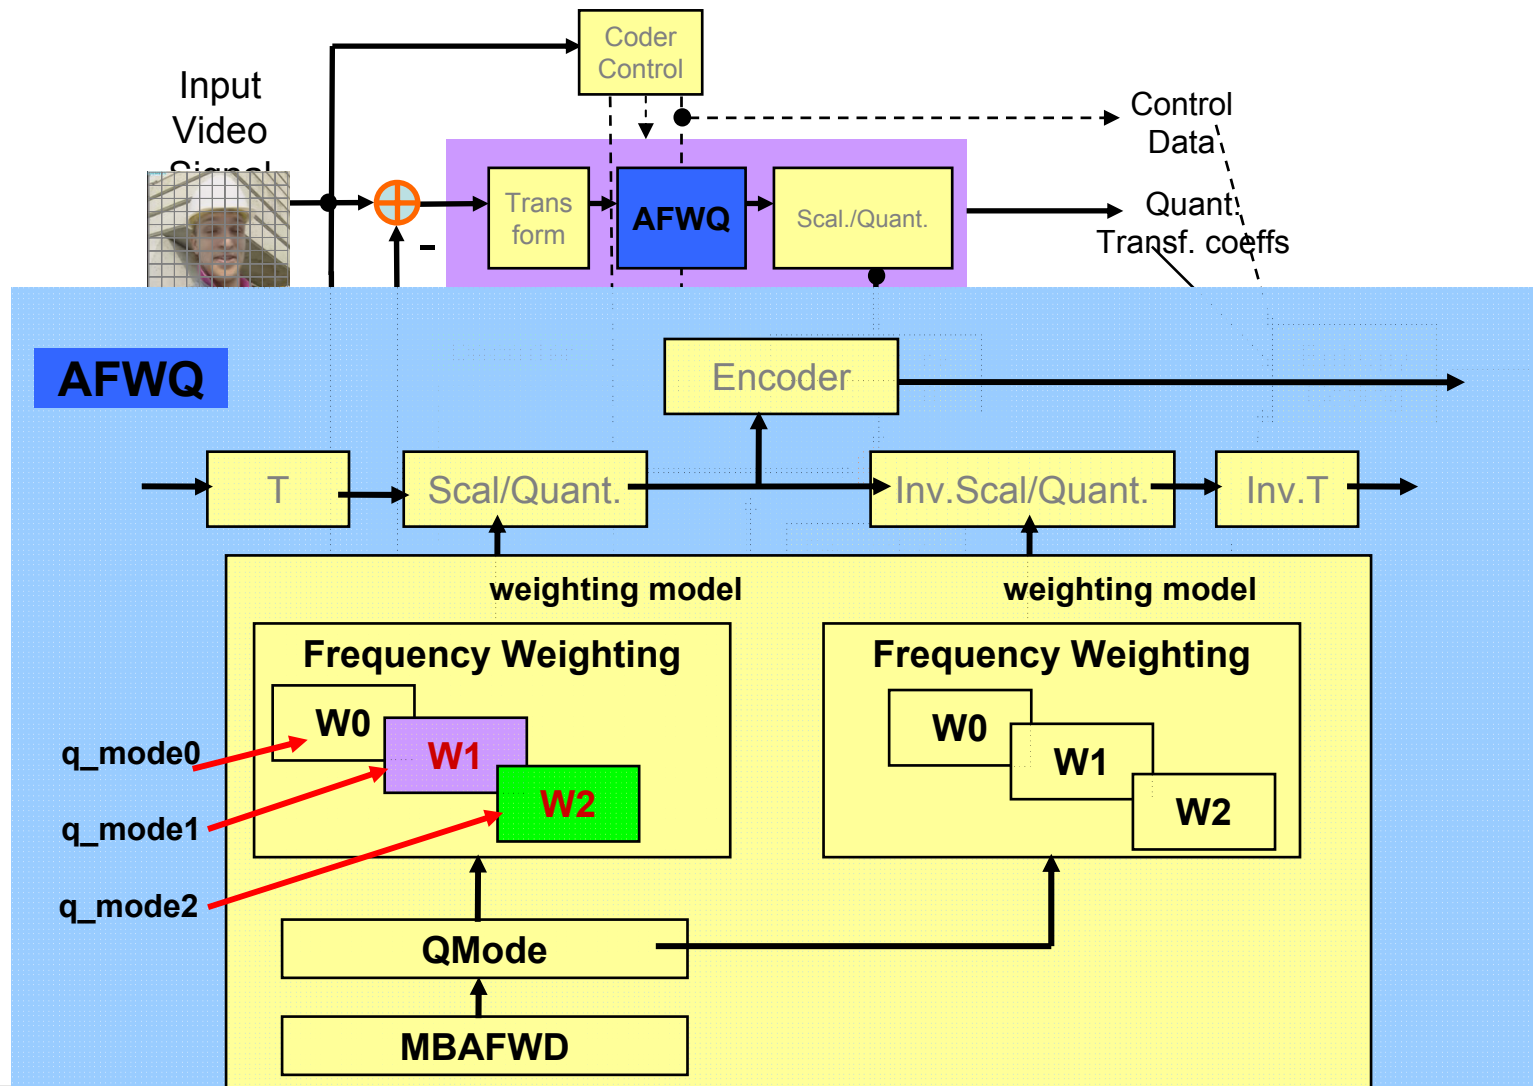 Coder
Control
Input
Video
Signal
Control
Data
Trans
form
AFWQ
Scal./Quant.
Quant.
Transf. coeffs
-
AFWQ
Encoder
T
Scal/Quant.
Inv.Scal/Quant.
Inv.T
weighting model
weighting model
Frequency Weighting
Frequency Weighting
W0
W1
W2
W0
W1
W2
q_mode0
q_mode1
q_mode2
QMode
MBAFWD